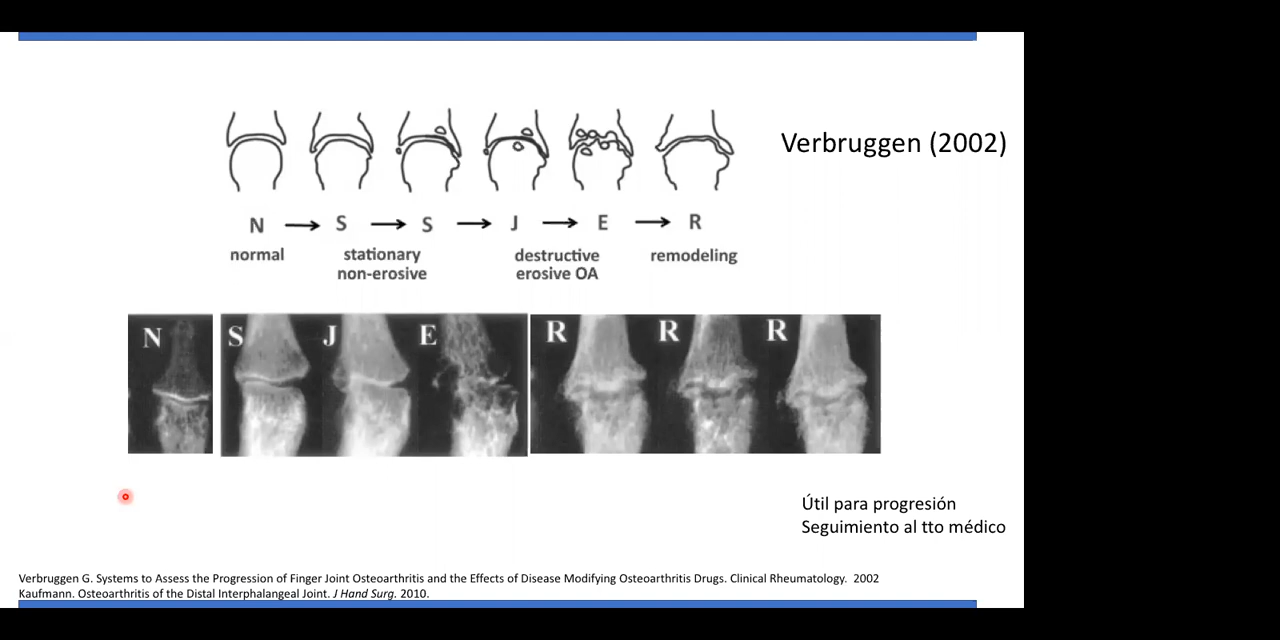 Verbruggen (2002)
N → S → S → J → E → R
normal stationary destructive remodeling
non-erosive erosive OA
N S J E R R R
Útil para progresión
Seguimiento al tto médico
Verbruggen G. Systems to Assess the Progression of Finger Joint Osteoarthritis and the Effects of Disease Modifying Osteoarthritis Drugs. Clinical Rheumatology. 2002
Kaufmann. Osteoarthritis of the Distal Interphalangeal Joint. J Hand Surg. 2010.